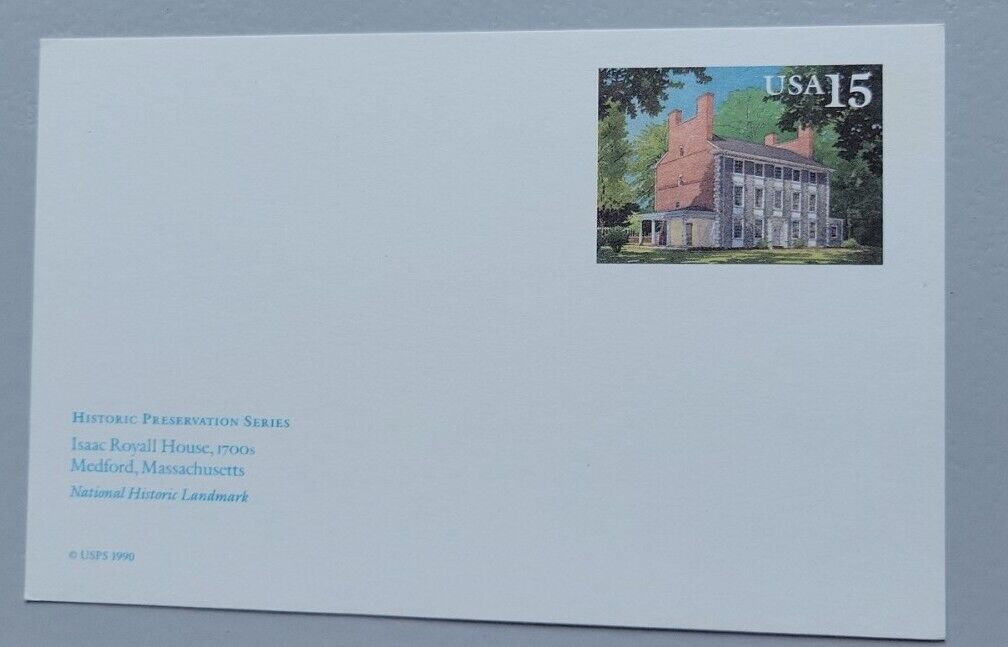 USA15
HISTORIC PRESERVATION SERIES
Isaac Royall House, 1700s
Medford, Massachusetts
National Historic Landmark
© USPS 1990